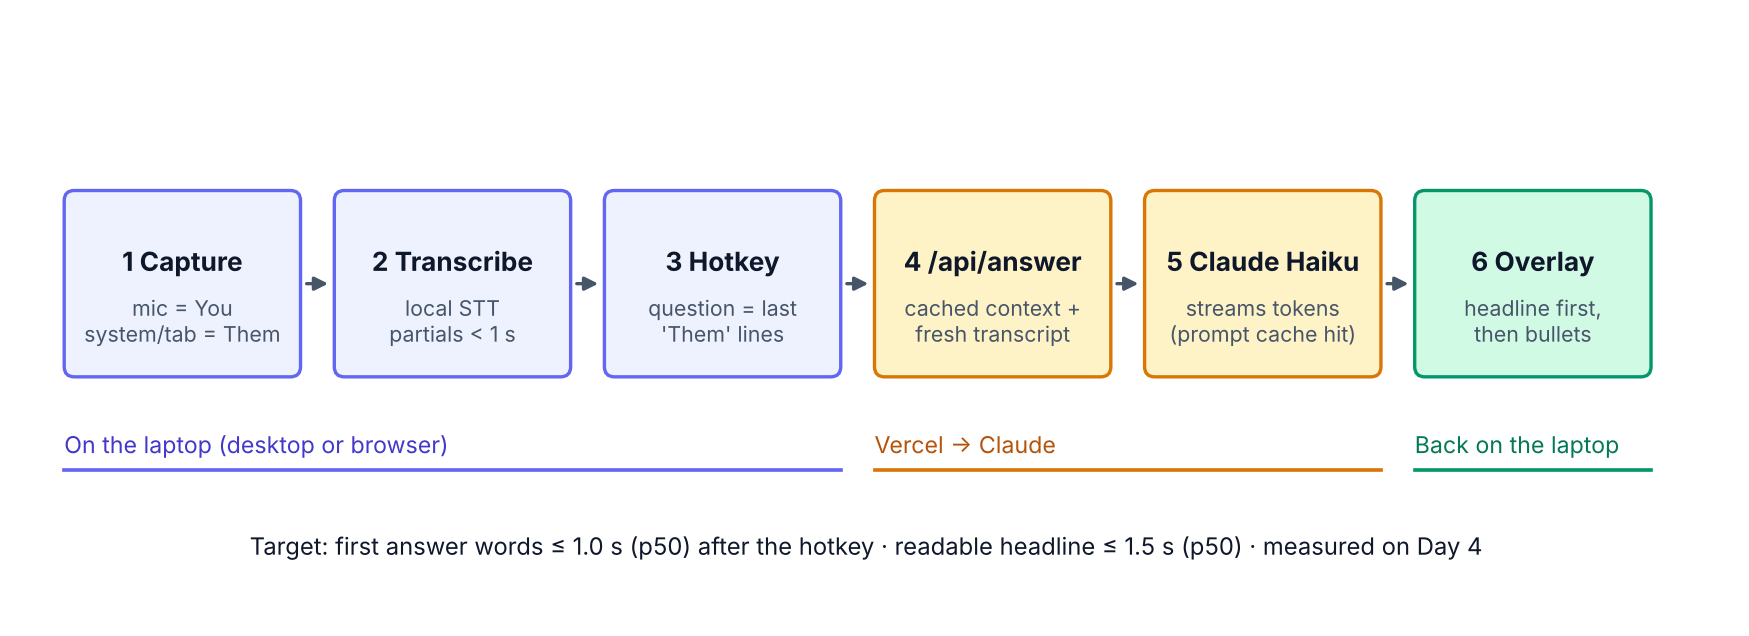 1 Capture
mic = You
system/tab = Them
2 Transcribe
local STT
partials < 1 s
3 Hotkey
question = last
'Them' lines
4 /api/answer
cached context +
fresh transcript
5 Claude Haiku
streams tokens
(prompt cache hit)
6 Overlay
headline first,
then bullets
On the laptop (desktop or browser)
Vercel → Claude
Back on the laptop
Target: first answer words ≤ 1.0 s (p50) after the hotkey · readable headline ≤ 1.5 s (p50) · measured on Day 4